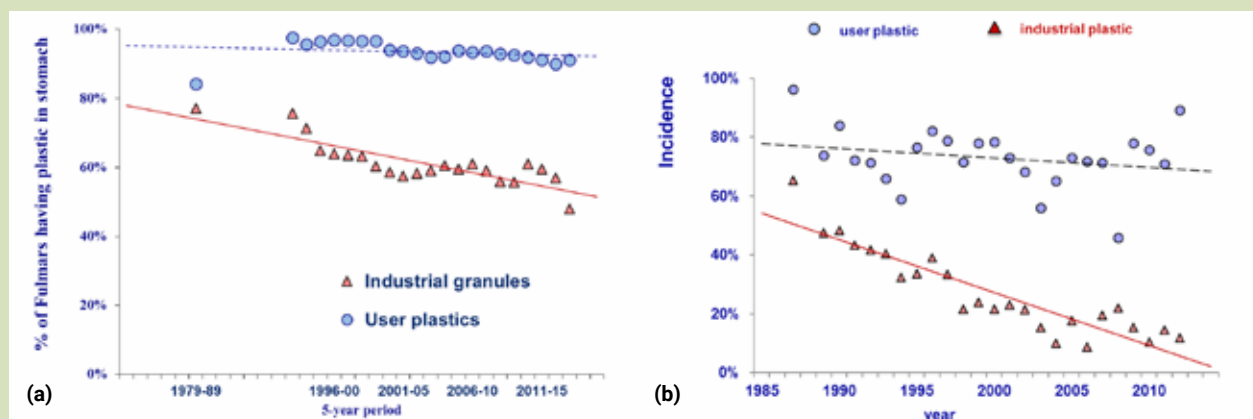 % of Fulmars having plastic in stomach
100%
80%
60%
40%
20%
0%
Industrial granules
User plastics
1979-89
1996-00
2001-05
2006-10
2011-15
5-year period
(a)
user plastic
industrial plastic
Incidence
100%
80%
60%
40%
20%
0%
1985
1990
1995
2000
2005
2010
year
(b)